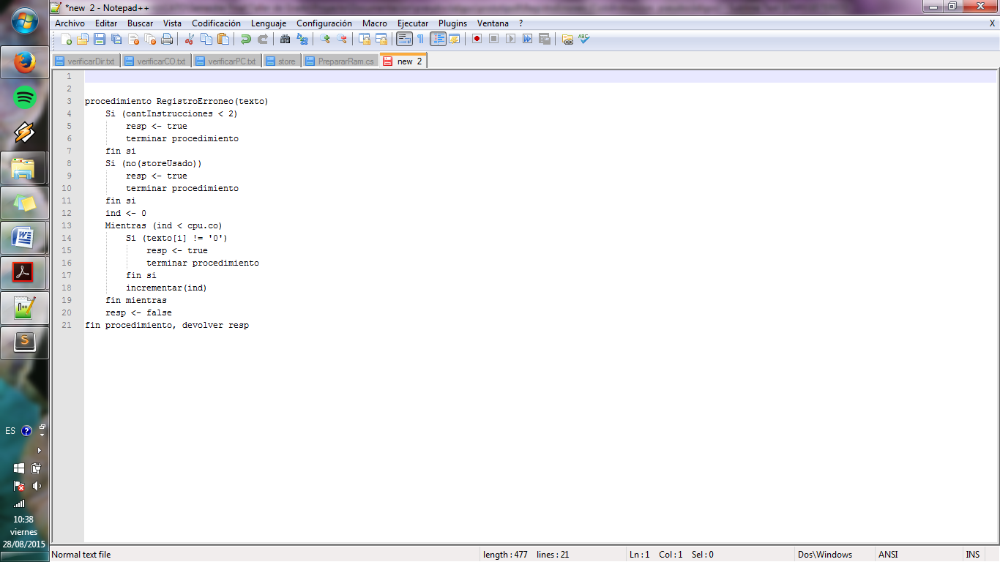 *new 2 - Notepad++
Archivo Editar Buscar Vista Codificación Lenguaje Configuración Macro Ejecutar Plugins Ventana ? X
verificarDir.txt verificarCO.txt verificarPC.txt store PrepararRam.cs new 2
1
2
3 procedimiento RegistroErroneo(texto)
4 Si (cantInstrucciones < 2)
5 resp <- true
6 terminar procedimiento
7 fin si
8 Si (no(storeUsado))
9 resp <- true
10 terminar procedimiento
11 fin si
12 ind <- 0
13 Mientras (ind < cpu.co)
14 Si (texto[i] != '0')
15 resp <- true
16 terminar procedimiento
17 fin si
18 incrementar(ind)
19 fin mientras
20 resp <- false
21 fin procedimiento, devolver resp
ES
10:38
viernes
28/08/2015
Normal text file length : 477 lines : 21 Ln : 1 Col : 1 Sel : 0 Dos\Windows ANSI INS